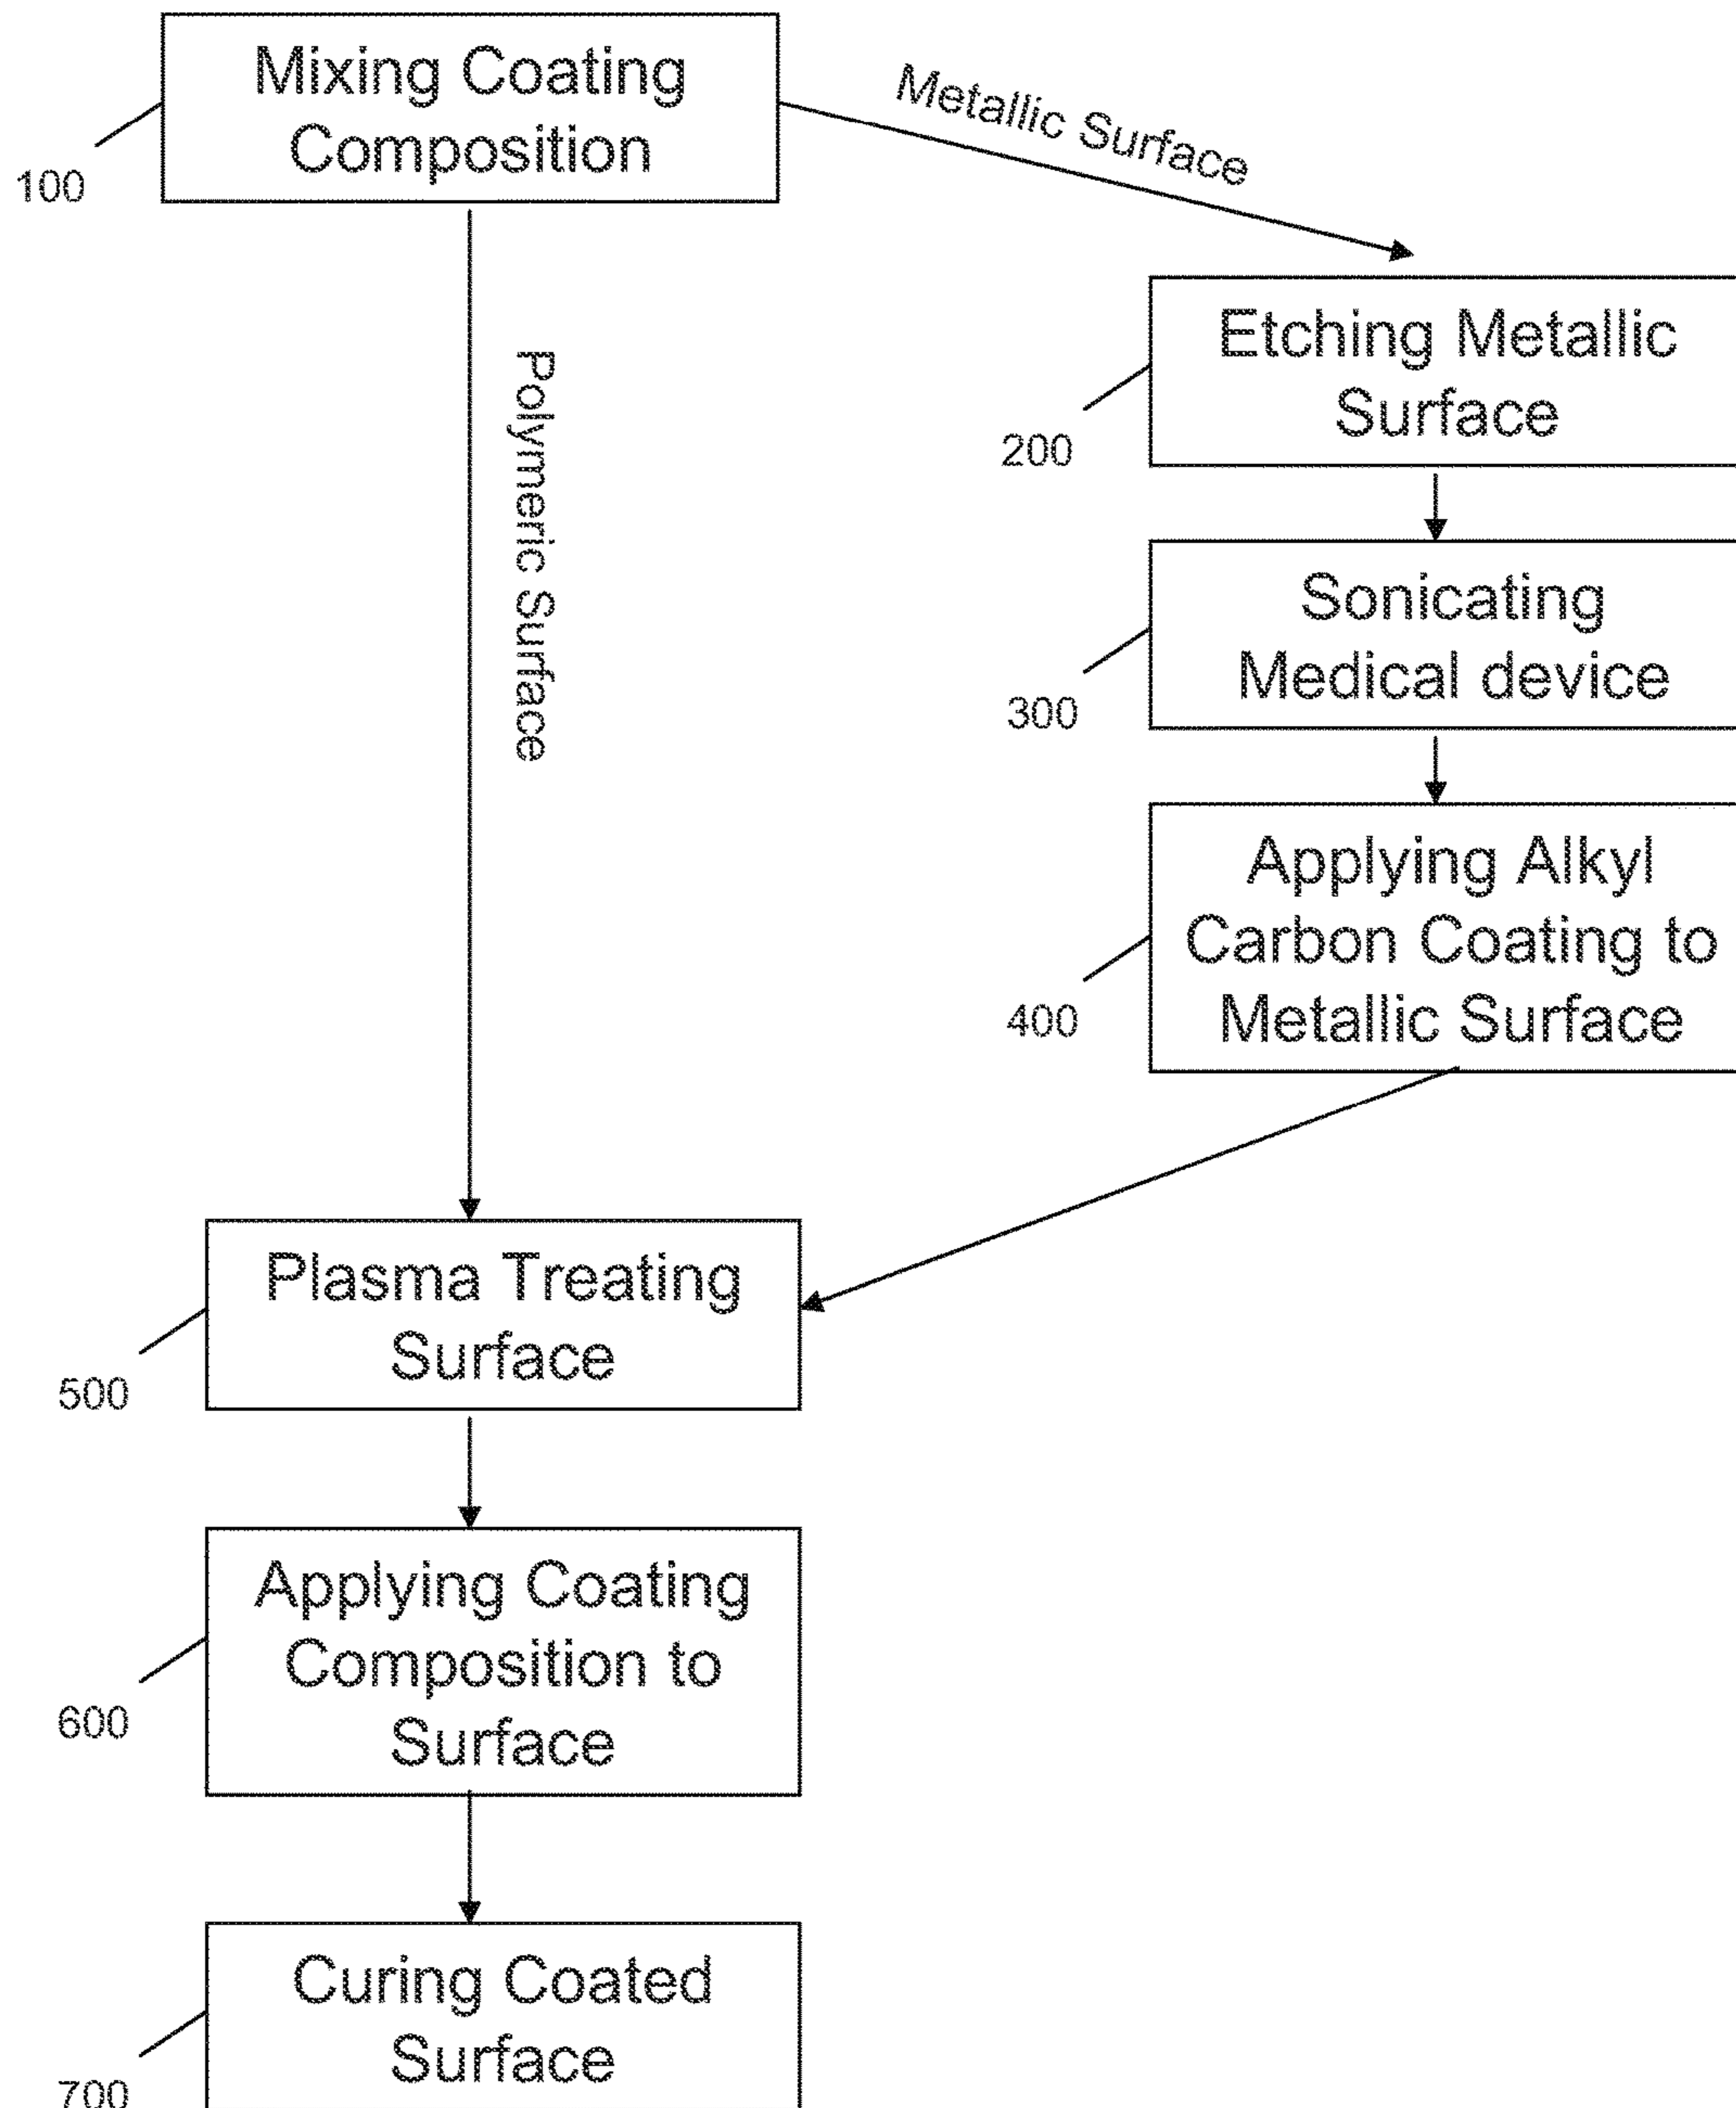 Mixing Coating
Composition
100
Metallic Surface
Polymeric Surface
Etching Metallic
Surface
200
Sonicating
Medical device
300
Applying Alkyl
Carbon Coating to
Metallic Surface
400
Plasma Treating
Surface
500
Applying Coating
Composition to
Surface
600
Curing Coated
Surface
700